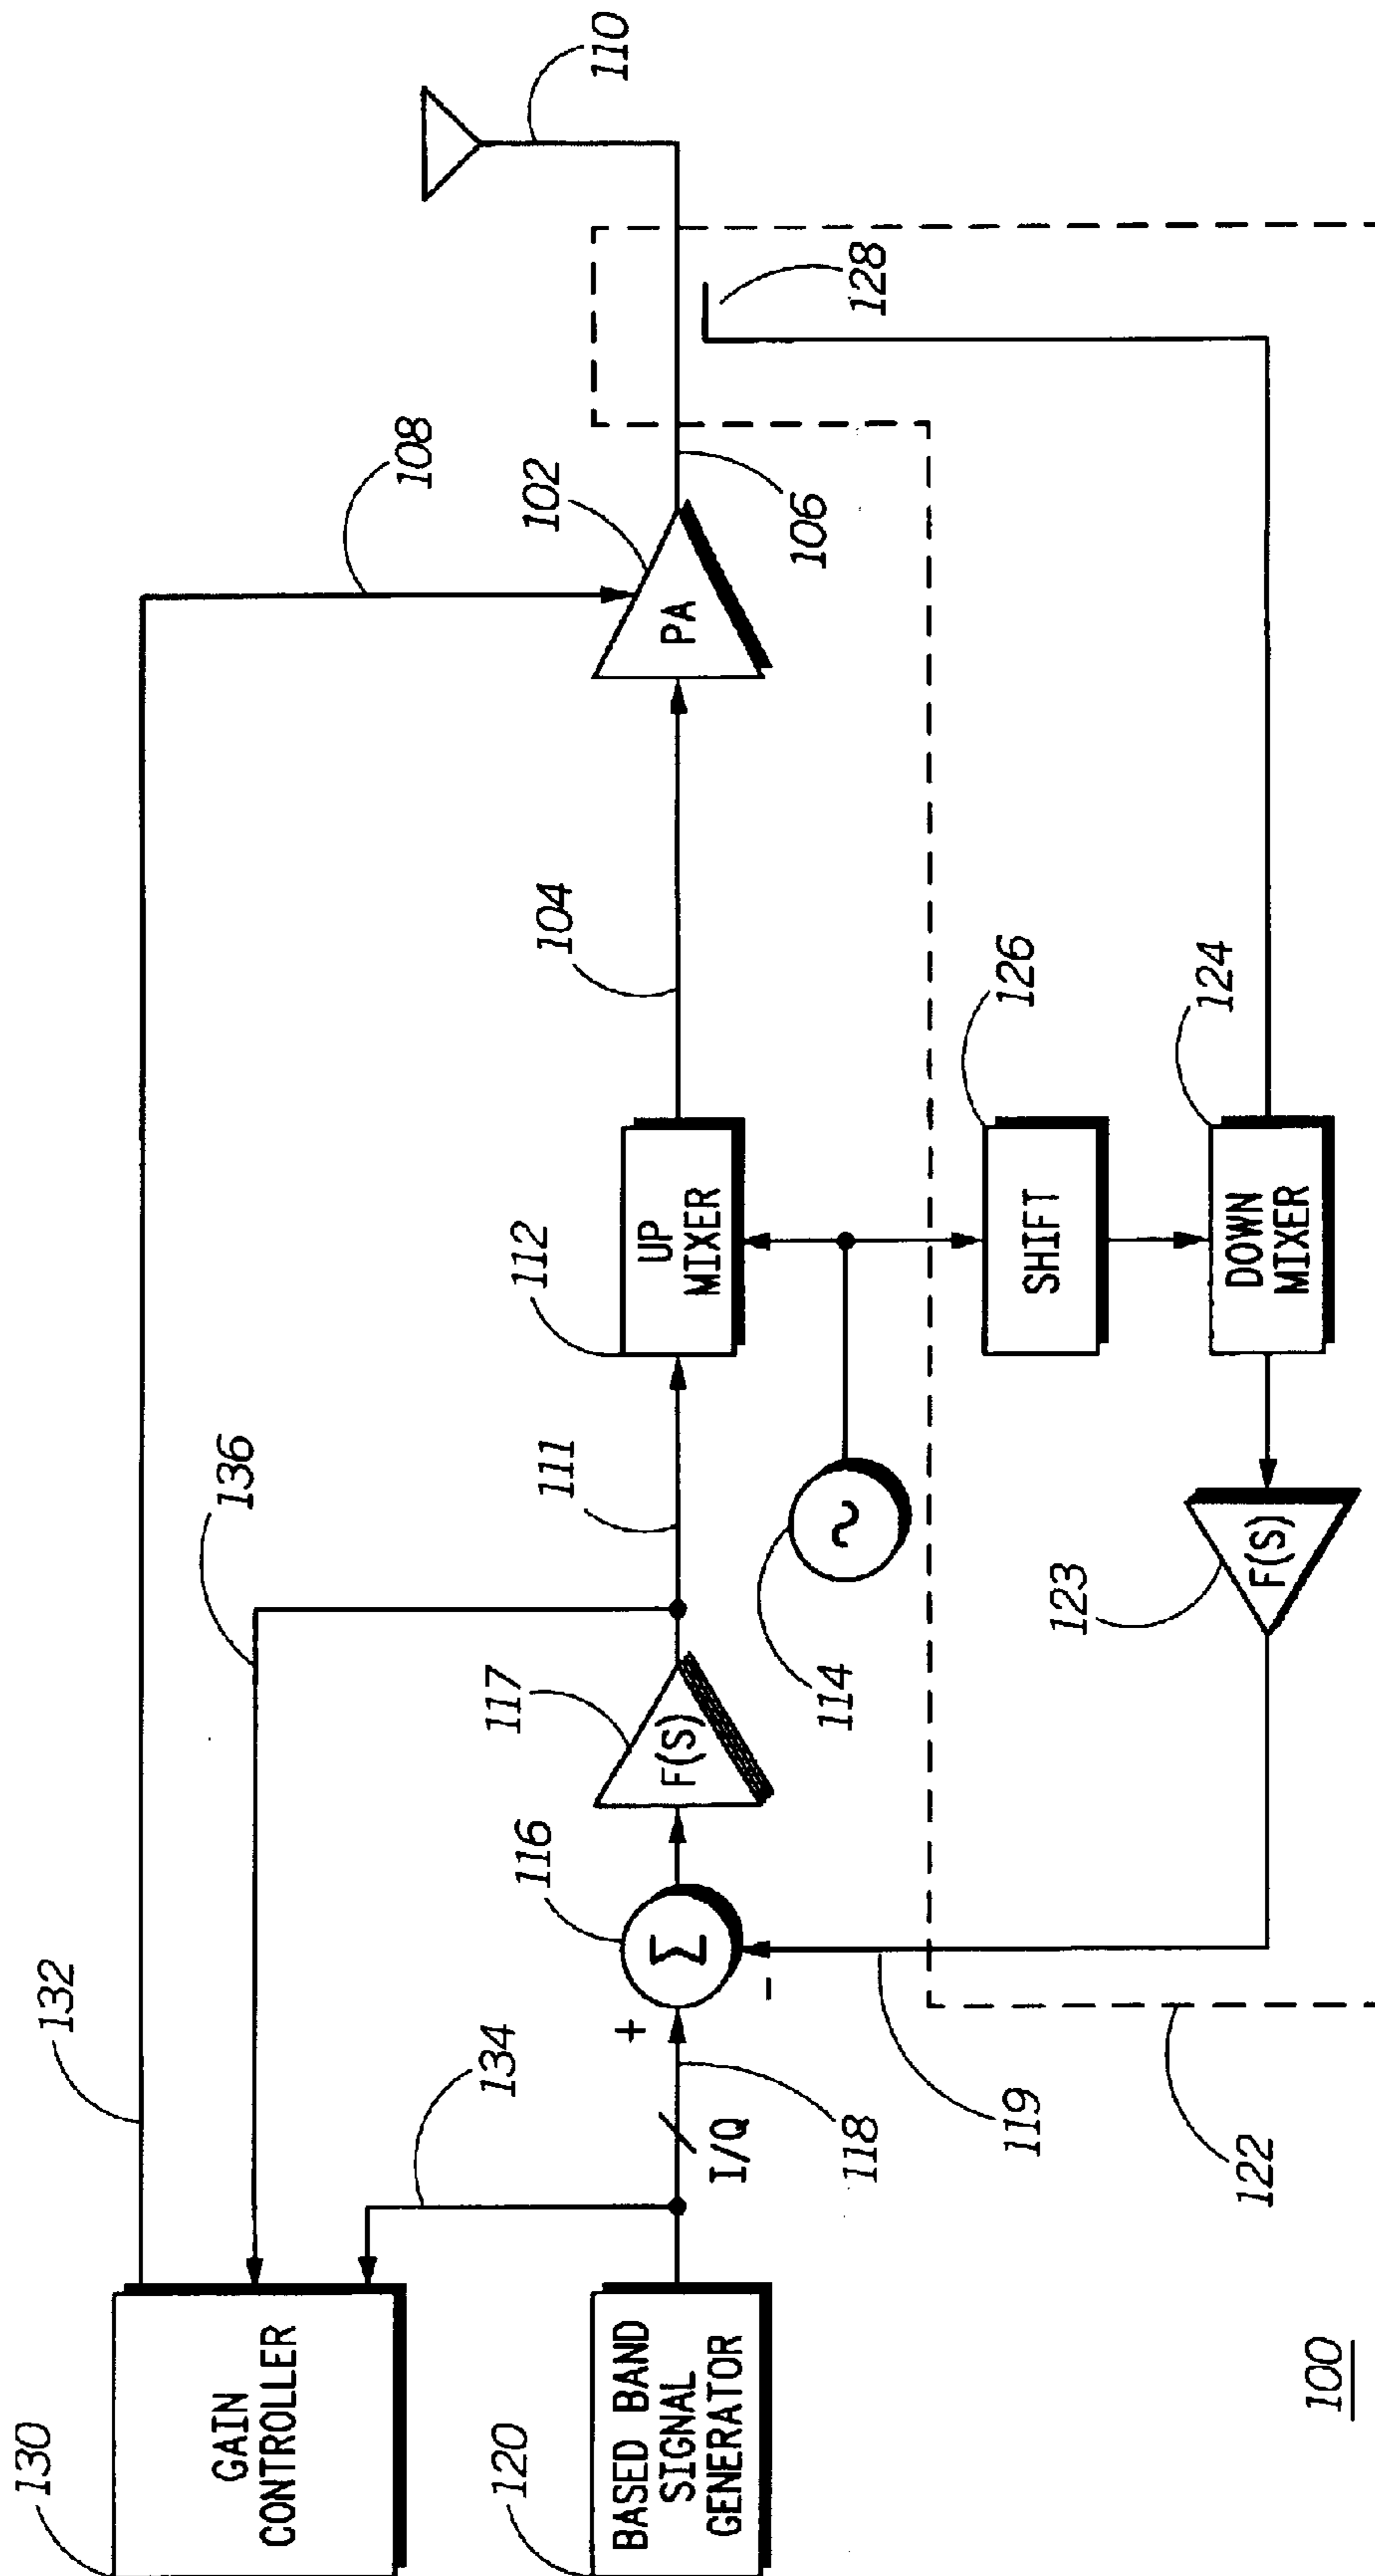 130
GAIN
CONTROLLER
132
136
134
108
110
120
BASED BAND
SIGNAL
GENERATOR
I/Q
118
+
-
116
Σ
117
F(S)
111
112
UP
MIXER
104
102
PA
106
128
114
~
119
122
126
SHIFT
124
DOWN
MIXER
123
F(S)
100